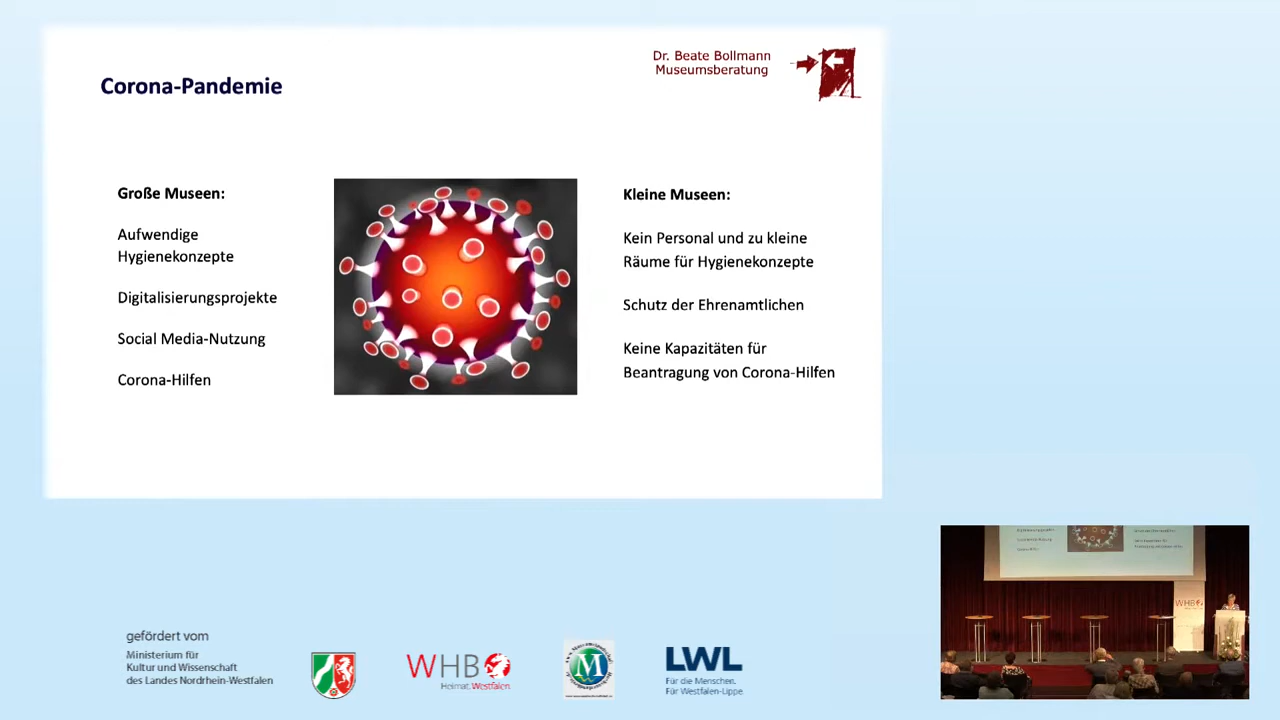 Corona-Pandemie
Dr. Beate Bollmann
Museumsberatung
Große Museen:
Aufwendige
Hygienekonzepte
Digitalisierungsprojekte
Social Media-Nutzung
Corona-Hilfen
Kleine Museen:
Kein Personal und zu kleine
Räume für Hygienekonzepte
Schutz der Ehrenamtlichen
Keine Kapazitäten für
Beantragung von Corona-Hilfen
gefördert vom
Ministerium für
Kultur und Wissenschaft
des Landes Nordrhein-Westfalen
WHB
Heimat. Westfalen.
M
LWL
Für die Menschen.
Für Westfalen-Lippe.
WHB